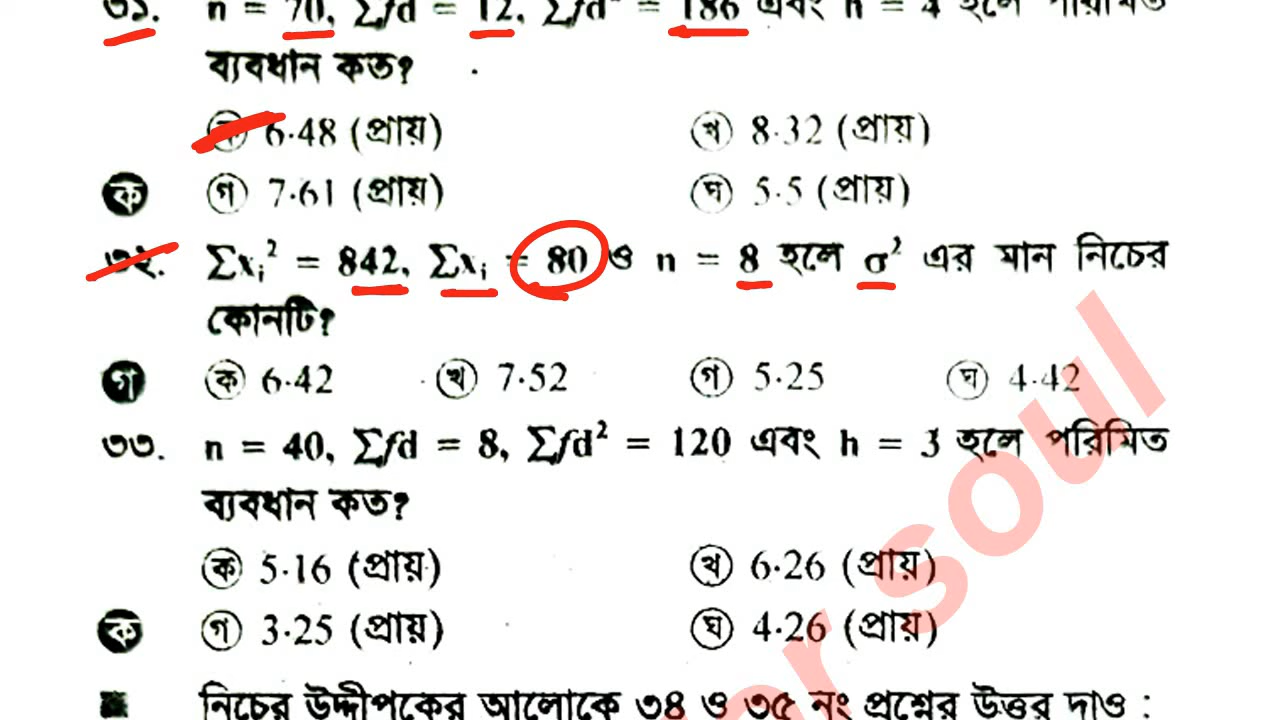 ৩১. n = 70, ∑fd = 12, ∑fd² = 186 এবং h = 4 হলে পরিমিত
ব্যবধান কত?
ক 6·48 (প্রায়) খ 8·32 (প্রায়)
ক গ 7·61 (প্রায়) ঘ 5·5 (প্রায়)
৩২. ∑xᵢ² = 842, ∑xᵢ = 80 ও n = 8 হলে σ² এর মান নিচের
কোনটি?
গ ক 6·42 খ 7·52 গ 5·25 ঘ 4·42
৩৩. n = 40, ∑fd = 8, ∑fd² = 120 এবং h = 3 হলে পরিমিত
ব্যবধান কত?
ক 5·16 (প্রায়) খ 6·26 (প্রায়)
ক গ 3·25 (প্রায়) ঘ 4·26 (প্রায়)
নিচের উদ্দীপকের আলোকে ৩৪ ও ৩৫ নং প্রশ্নের উত্তর দাও :
soul